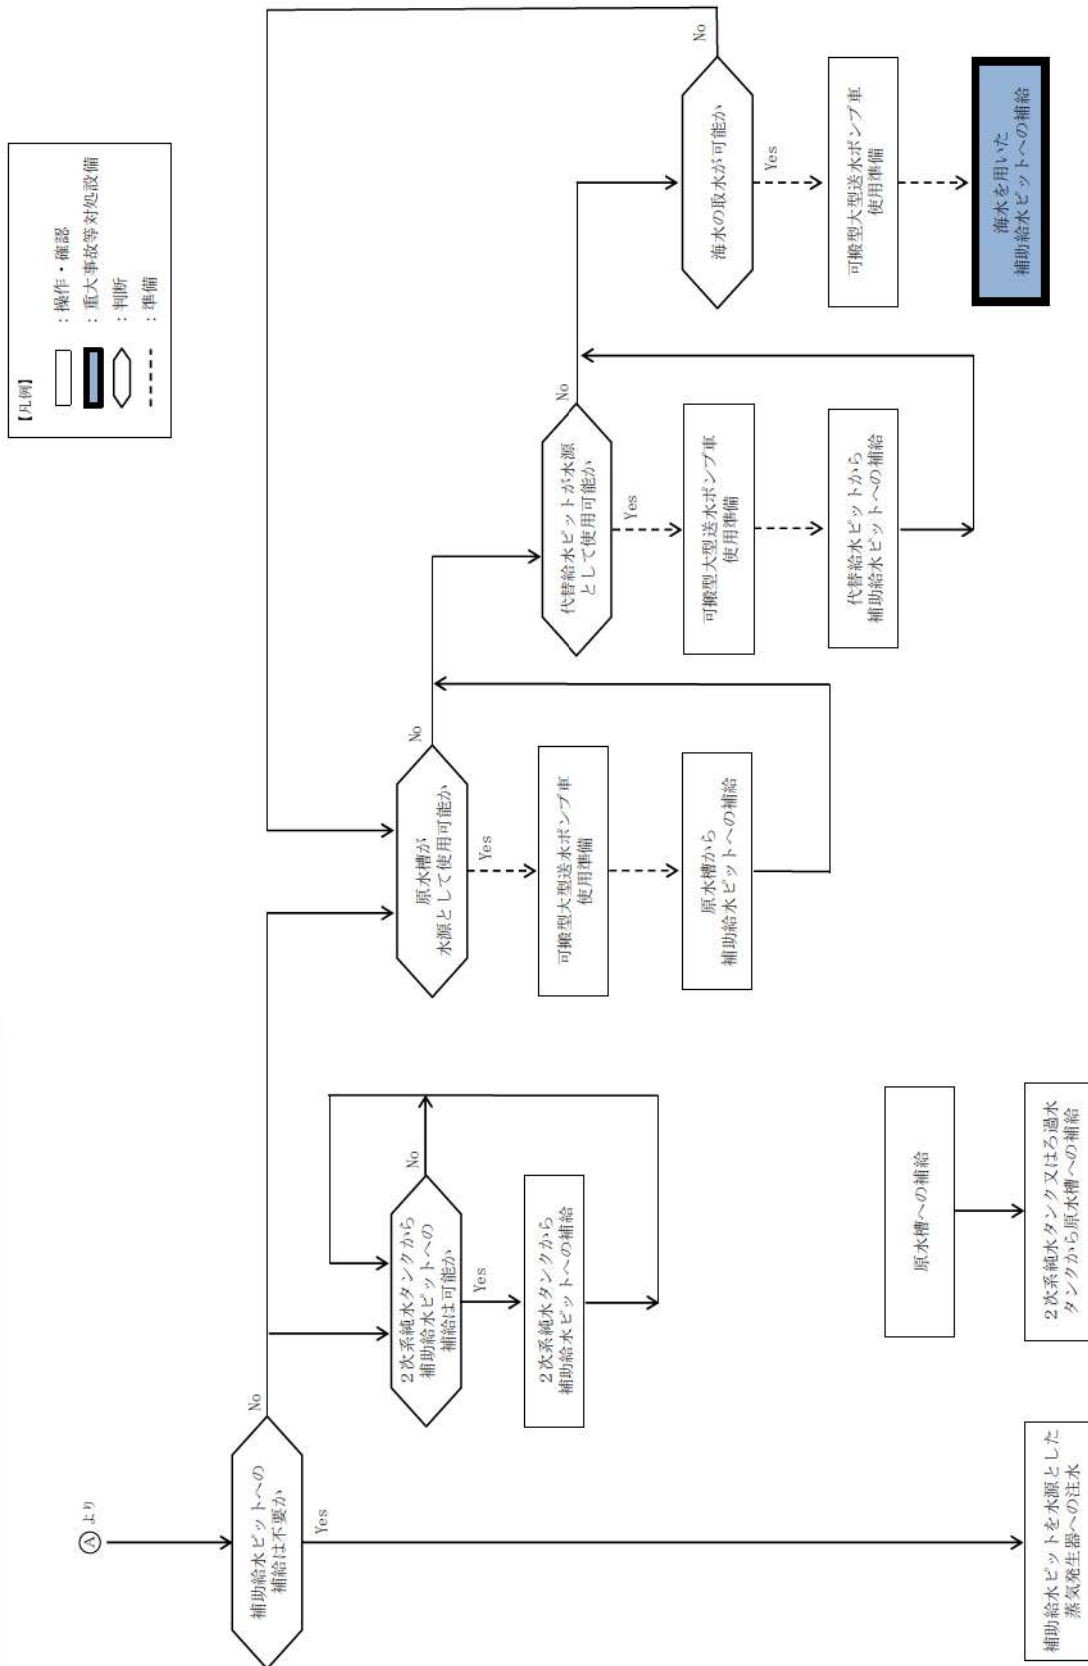 【凡例】
：操作・確認
：重大事故等対処設備
：判断
：準備
Ⓐより
補助給水ピットへの
補給は不要か
No
Yes
補助給水ピットを水源とした
蒸気発生器への注水
2次系純水タンクから
補助給水ピットへの
補給は可能か
No
Yes
2次系純水タンクから
補助給水ピットへの補給
原水槽が
水源として使用可能か
No
Yes
可搬型大型送水ポンプ車
使用準備
原水槽から
補助給水ピットへの補給
原水槽への補給
2次系純水タンク又はろ過水
タンクから原水槽への補給
代替給水ピットが水源
として使用可能か
No
Yes
可搬型大型送水ポンプ車
使用準備
代替給水ピットから
補助給水ピットへの補給
海水の取水が可能か
No
Yes
可搬型大型送水ポンプ車
使用準備
海水を用いた
補助給水ピットへの補給